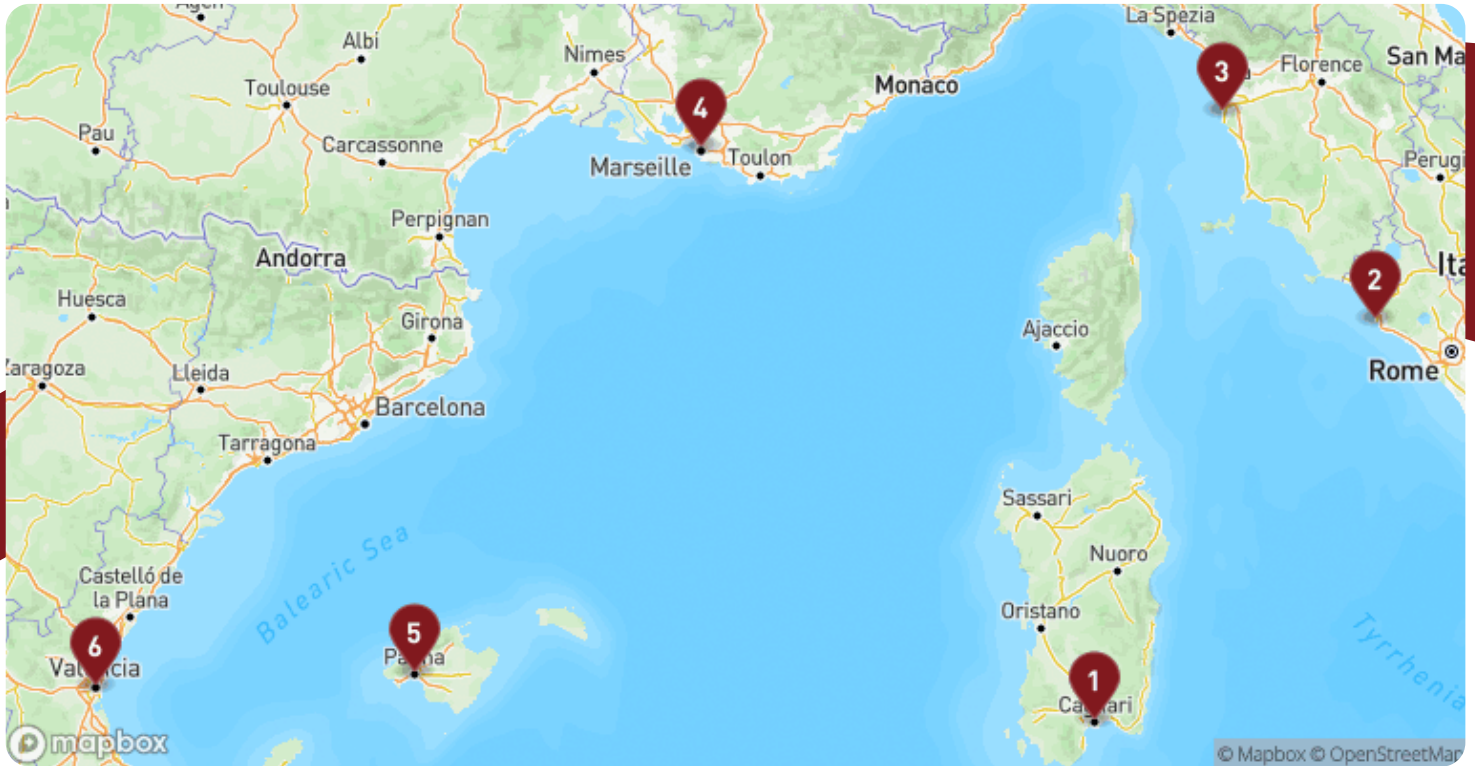 Agen
La Spezia
Albi
Nimes
Florence
San Ma
3
Toulouse
Monaco
4
Pau
Carcassonne
Marseille
Toulon
Perugi
Perpignan
Andorra
Ita
2
Huesca
Girona
Ajaccio
Zaragoza
Lleida
Rome
Barcelona
Tarragona
Sassari
Balearic Sea
Nuoro
Castelló de
la Plana
Oristano
Tyrrhenia
5
6
1
mapbox
© Mapbox © OpenStreetMap